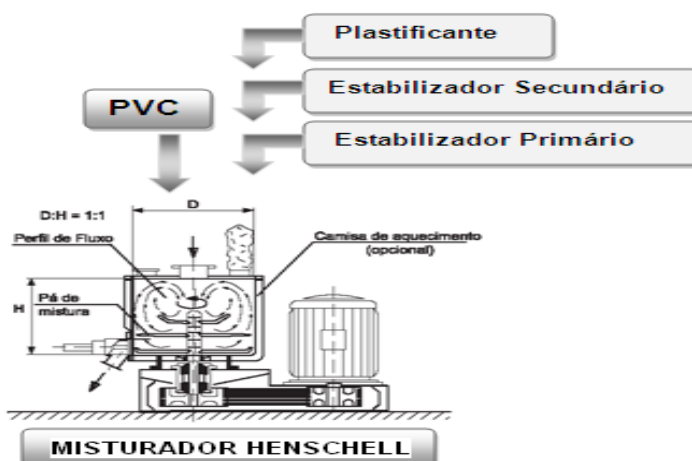 Plastificante
Estabilizador Secundário
PVC
Estabilizador Primário
D
D:H = 1:1
Perfil de Fluxo
Camisa de aquecimento
(opcional)
H
Pá de
mistura
MISTURADOR HENSCHELL